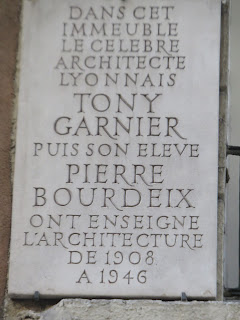 DANS CET
IMMEUBLE
LE CELEBRE
ARCHITECTE
LYONNAIS
TONY
GARNIER
PUIS SON ELEVE
PIERRE
BOURDEIX
ONT ENSEIGNE
L'ARCHITECTURE
DE 1908
A 1946